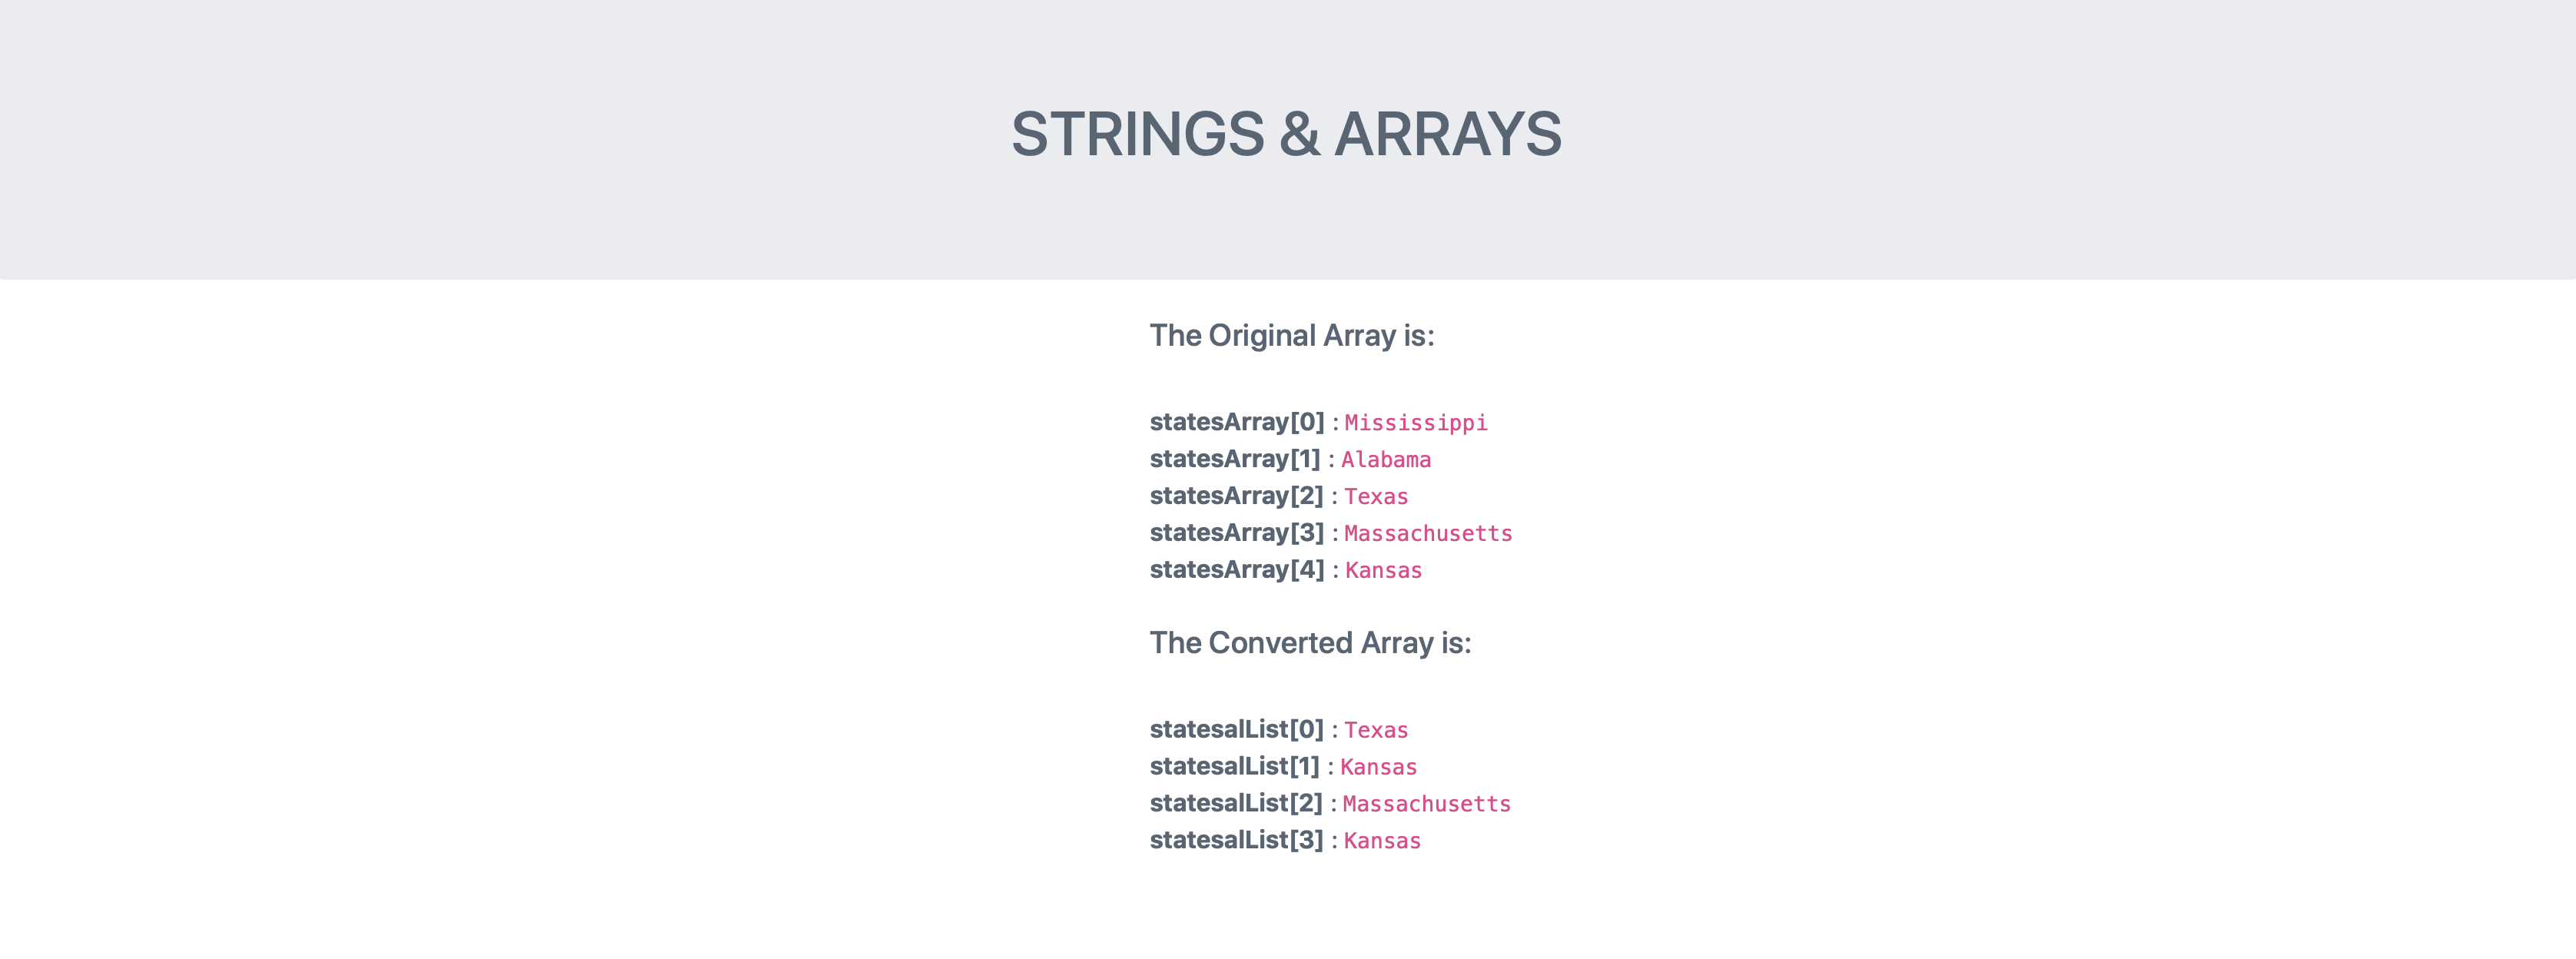 STRINGS & ARRAYS
The Original Array is:
statesArray[0] : Mississippi
statesArray[1] : Alabama
statesArray[2] : Texas
statesArray[3] : Massachusetts
statesArray[4] : Kansas
The Converted Array is:
statesalList[0] : Texas
statesalList[1] : Kansas
statesalList[2] : Massachusetts
statesalList[3] : Kansas